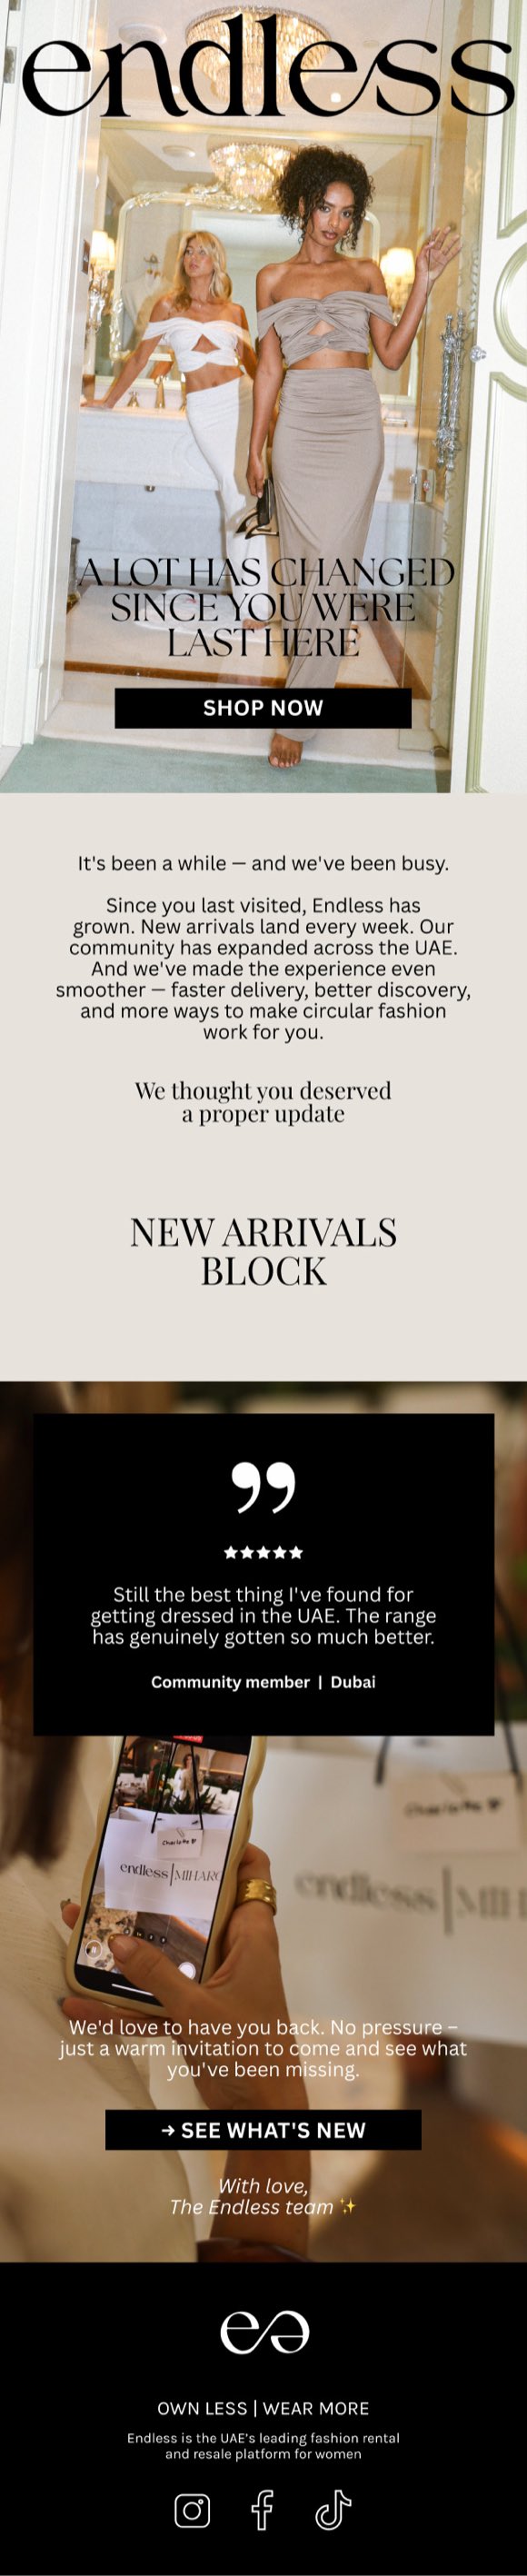 endless
A LOT HAS CHANGED
SINCE YOU WERE
LAST HERE
SHOP NOW
It's been a while — and we've been busy.
Since you last visited, Endless has
grown. New arrivals land every week. Our
community has expanded across the UAE.
And we've made the experience even
smoother — faster delivery, better discovery,
and more ways to make circular fashion
work for you.
We thought you deserved
a proper update
NEW ARRIVALS
BLOCK
”
★★★★★
Still the best thing I've found for
getting dressed in the UAE. The range
has genuinely gotten so much better.
Community member | Dubai
Charlotte
endless | MIHARC
Charlotte
endless | MIH
We'd love to have you back. No pressure –
just a warm invitation to come and see what
you've been missing.
→ SEE WHAT'S NEW
With love,
The Endless team ✨
OWN LESS | WEAR MORE
Endless is the UAE's leading fashion rental
and resale platform for women